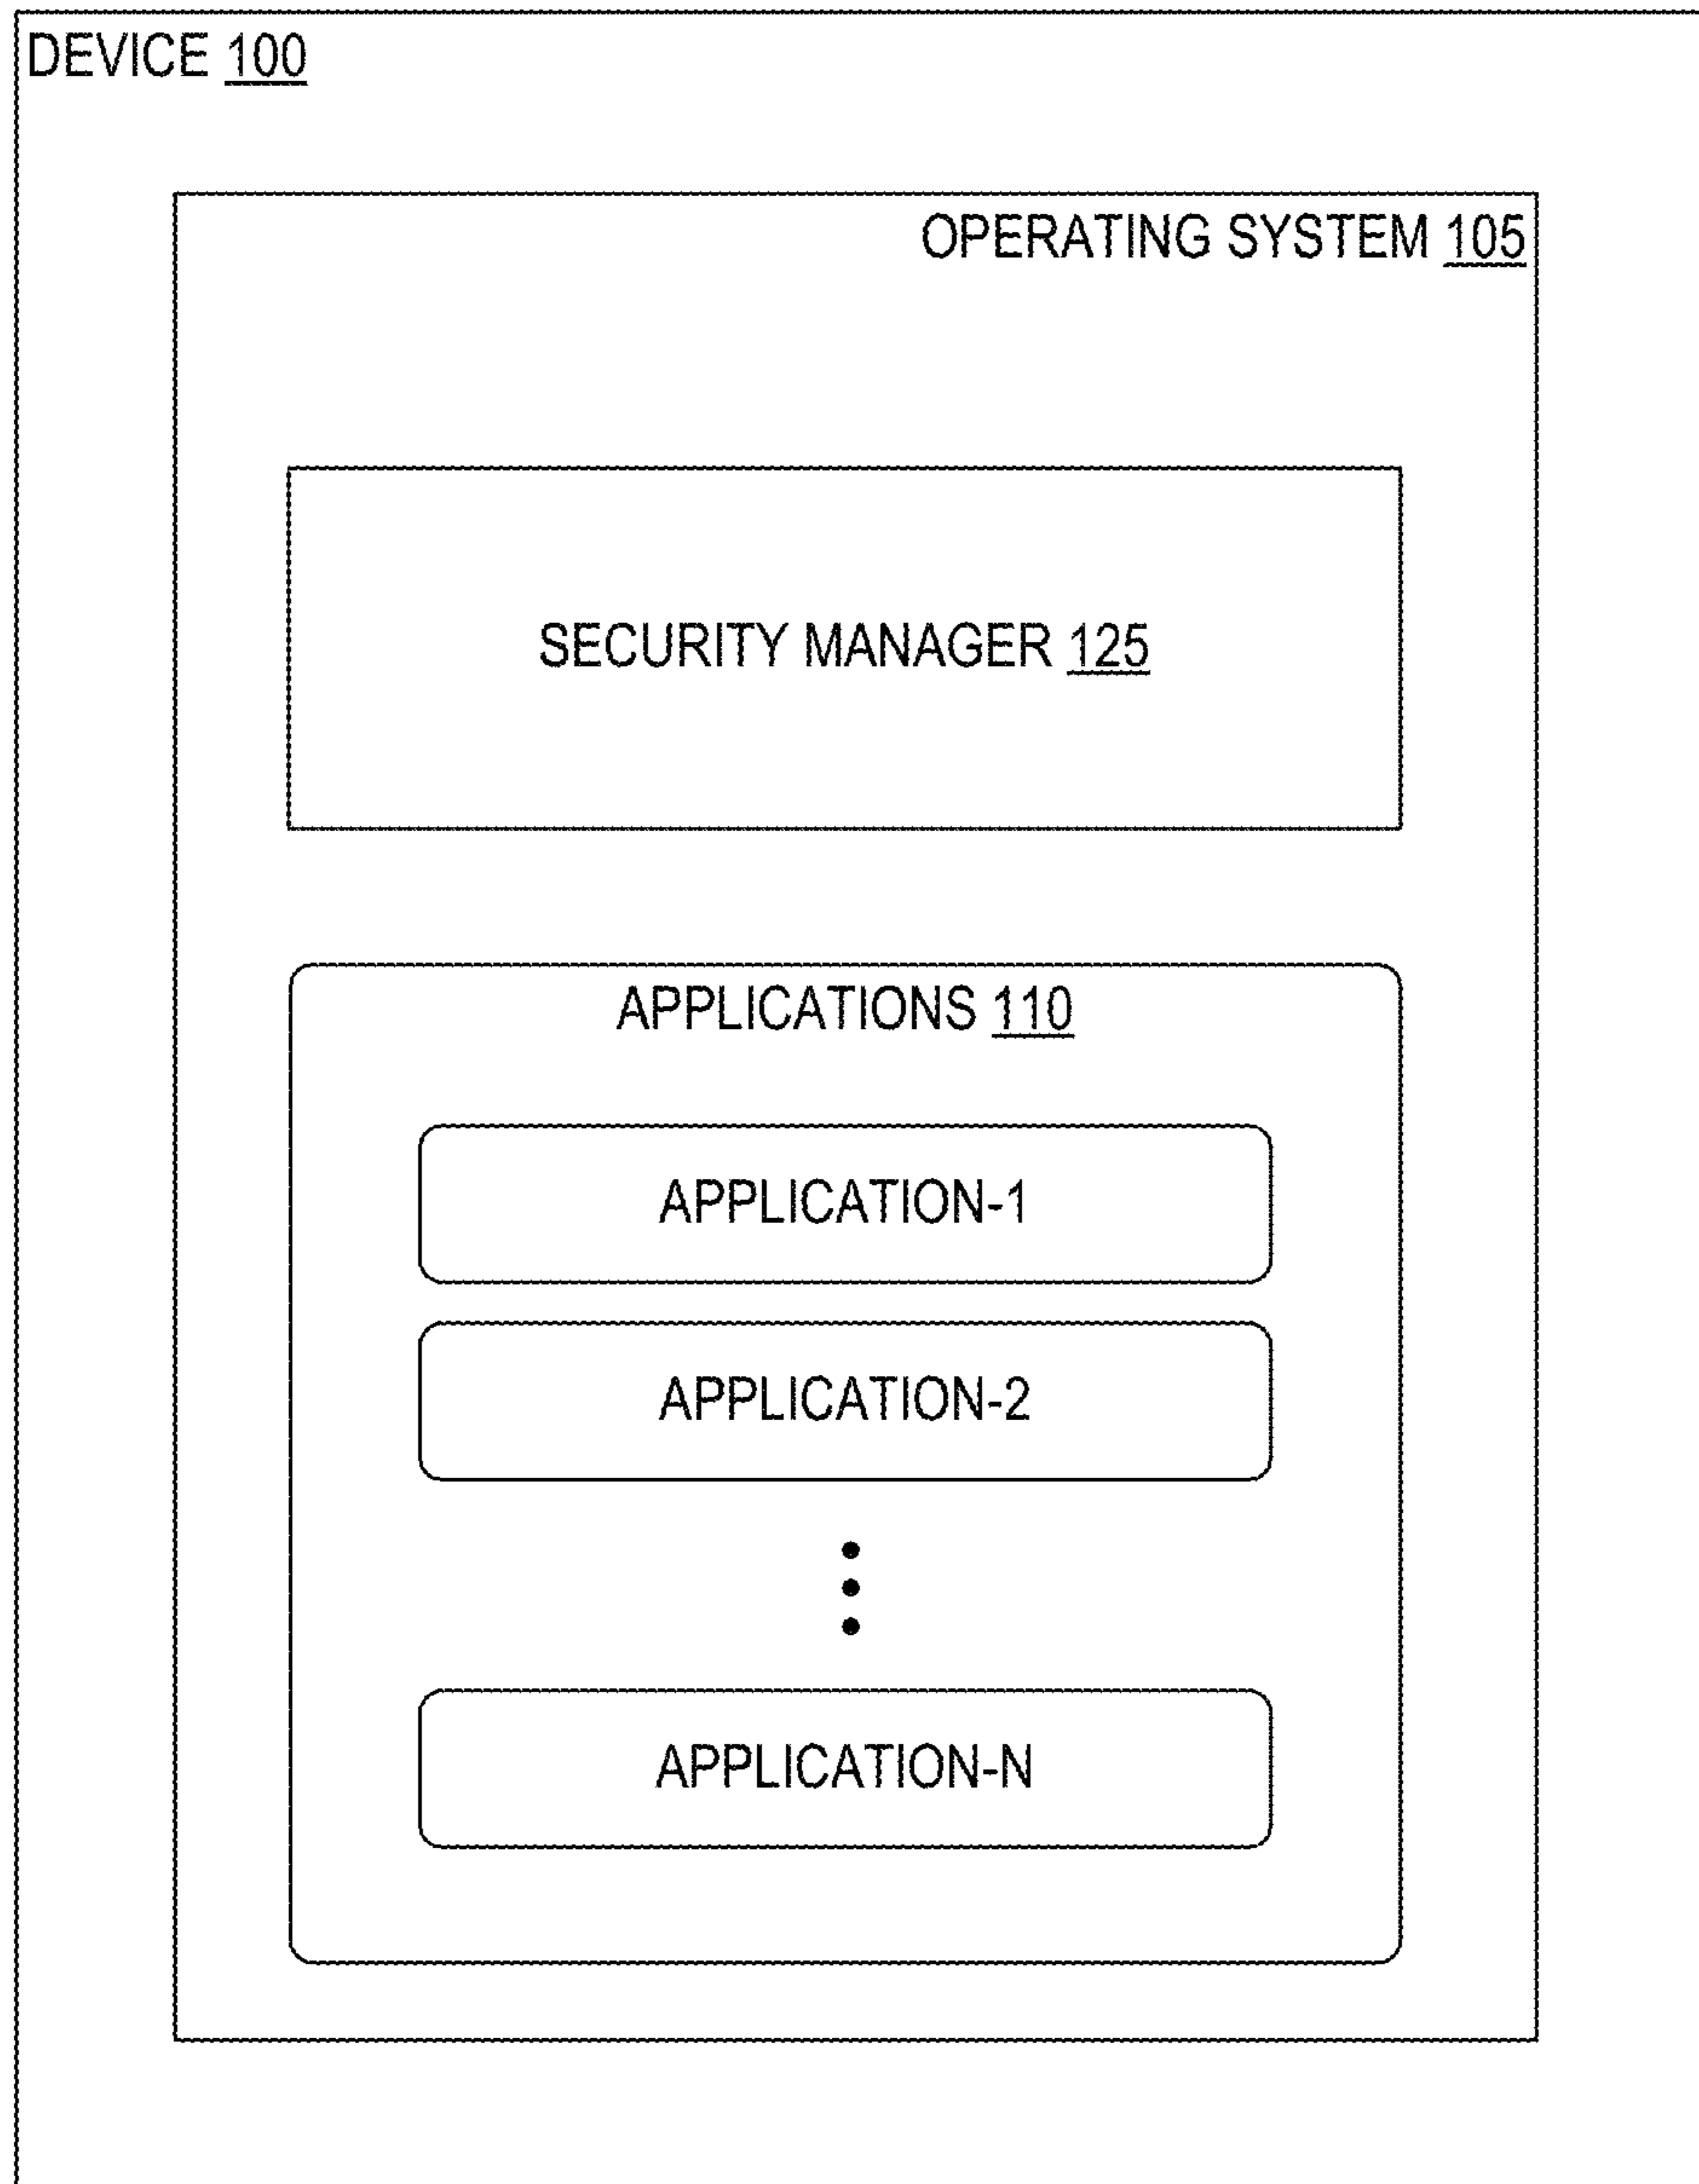 DEVICE 100
OPERATING SYSTEM 105
SECURITY MANAGER 125
APPLICATIONS 110
APPLICATION-1
APPLICATION-2
APPLICATION-N